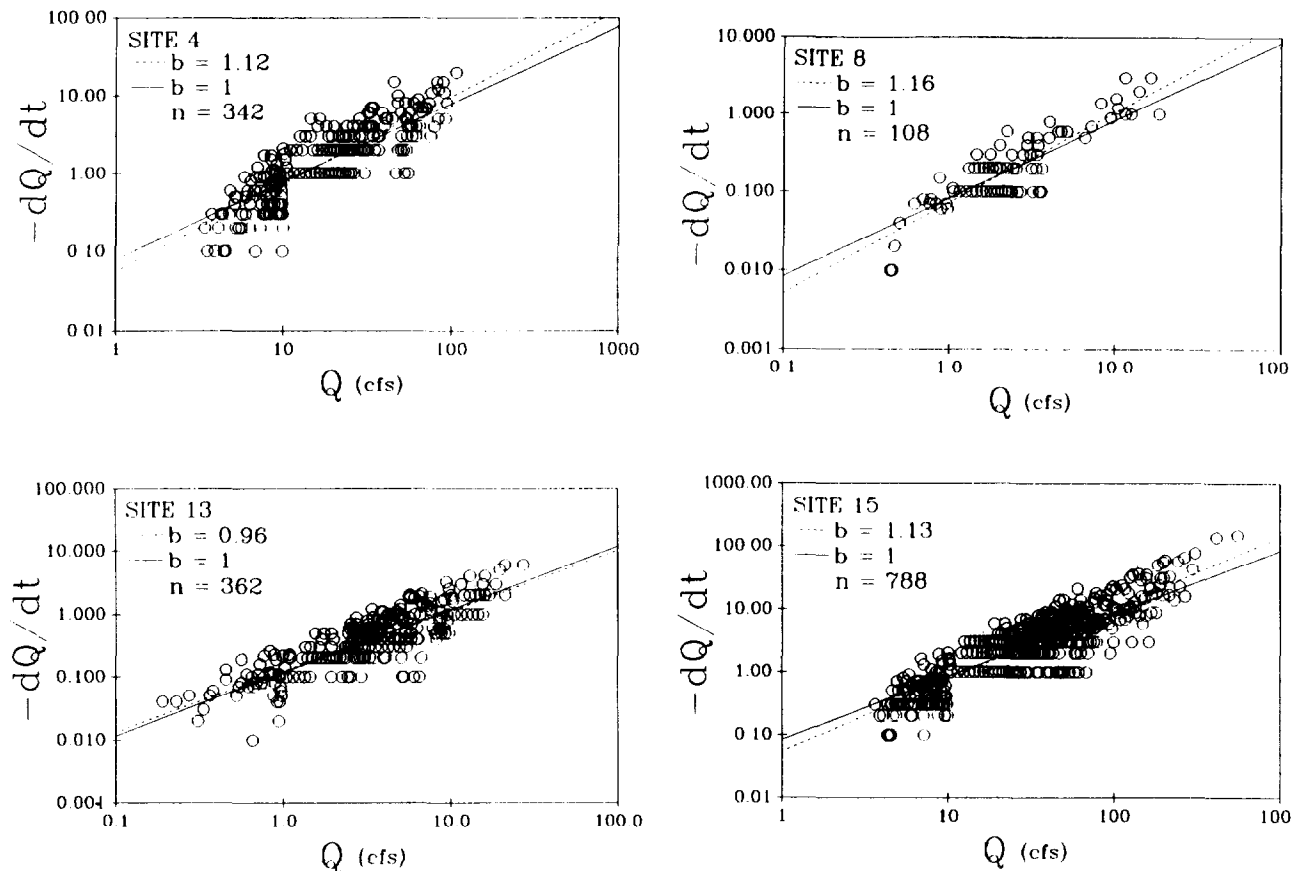 SITE 4
b = 1.12
b = 1
n = 342
100.00
10.00
1.00
0.10
0 01
-dQ/dt
1
10
100
1000
Q (cfs)
SITE 8
b = 1.16
b = 1
n = 108
10.000
1.000
0.100
0.010
0.001
-dQ/dt
0 1
1 0
10 0
100
Q (cfs)
SITE 13
b = 0.96
b = 1
n = 362
100.000
10.000
1.000
0.100
0.010
-dQ/dt
0 1
1 0
10 0
100.0
Q (cfs)
SITE 15
b = 1.13
b = 1
n = 788
1000 00
100.00
10.00
1.00
0.10
0.01
-dQ/dt
1
10
100
100
Q (cfs)